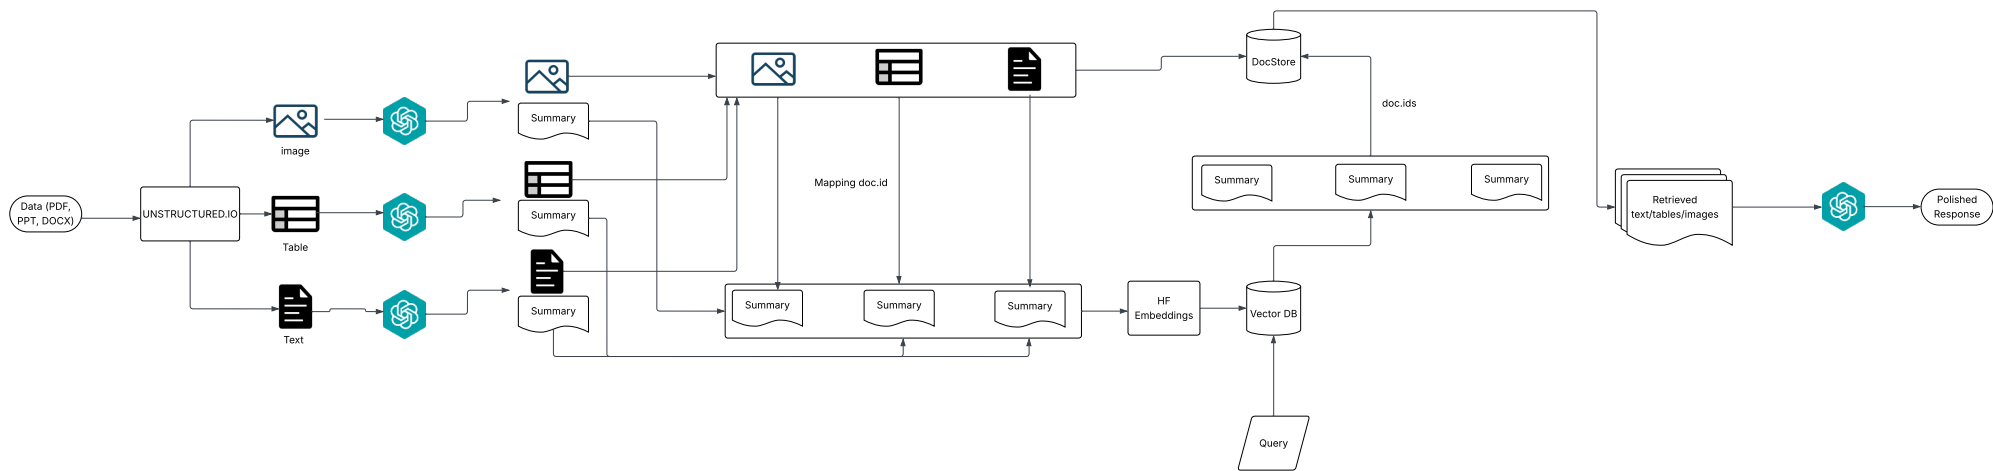 Data (PDF,
PPT, DOCX)
UNSTRUCTURED.IO
image
Table
Text
Summary
Summary
Summary
Mapping doc.id
Summary
Summary
Summary
HF
Embeddings
DocStore
doc.ids
Summary
Summary
Summary
Vector DB
Query
Retrieved
text/tables/images
Polished
Response